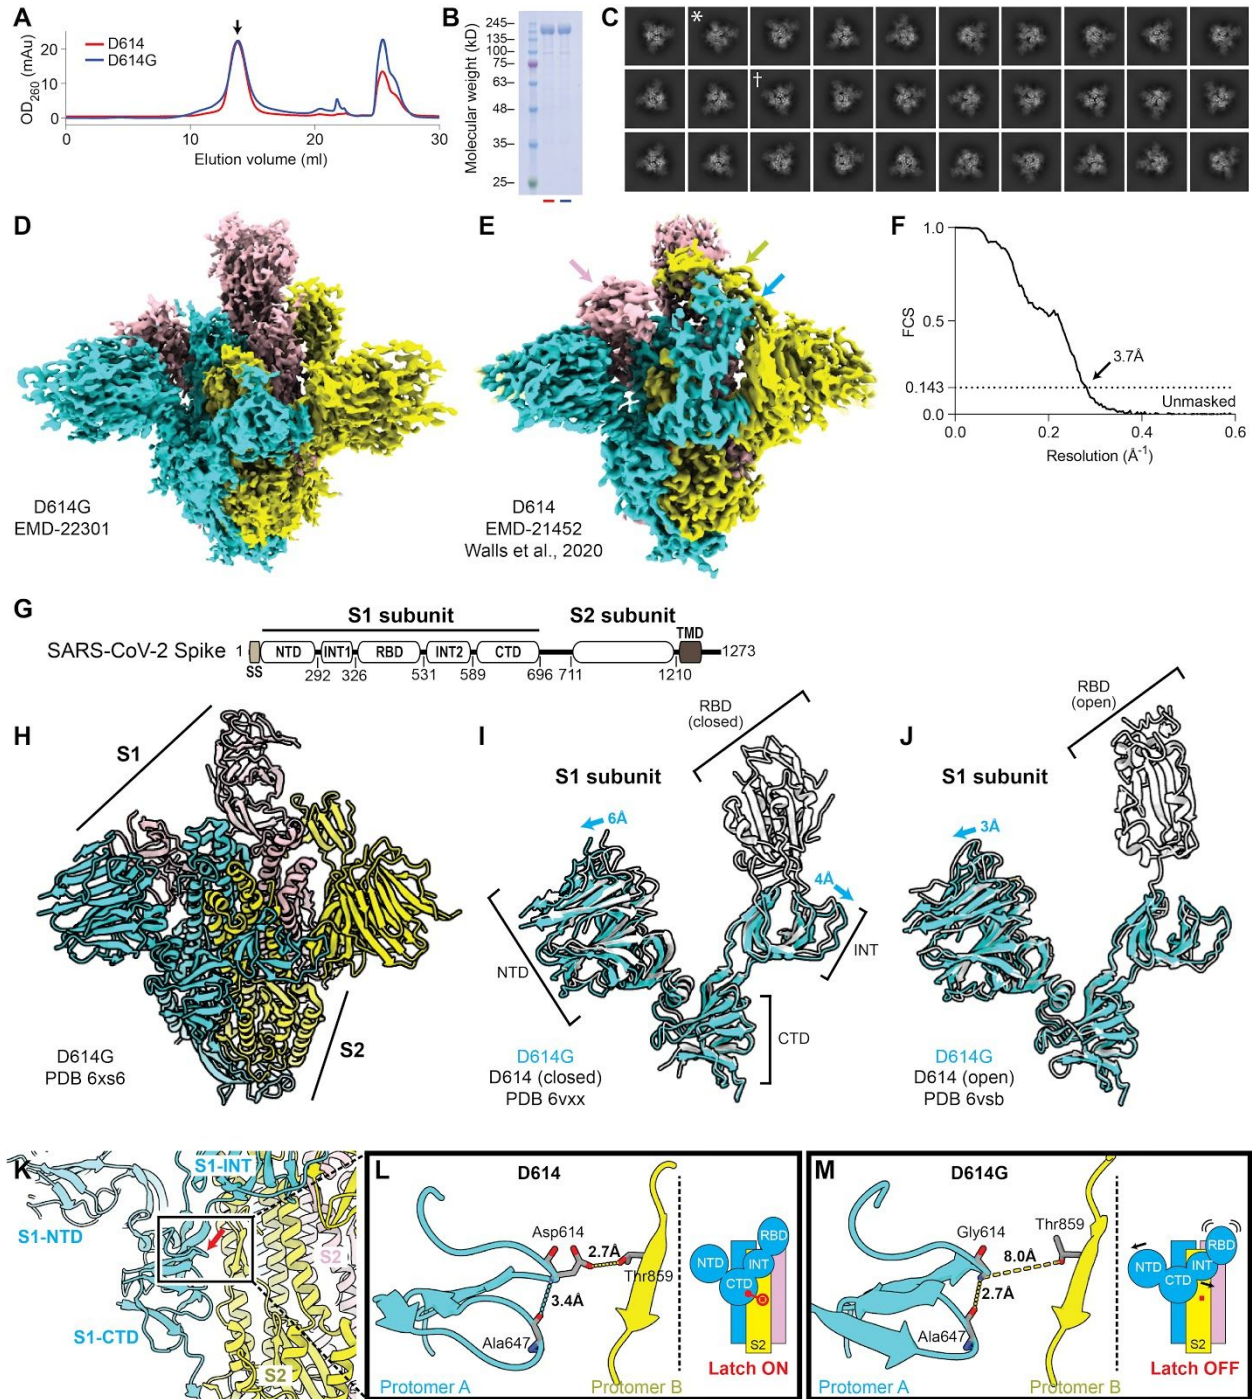 A
D614
D614G
OD260 (mAu)
20
10
0
0
10
20
30
Elution volume (ml)
B
Molecular weight (kD)
245–
135–
100–
75–
63–
48–
35–
25–
C
*
†
D
D614G
EMD-22301
E
D614
EMD-21452
Walls et al., 2020
F
FCS
1.0
0.5
0.143
0.0
3.7Å
Unmasked
0.0
0.2
0.4
0.6
Resolution (Å-1)
G
S1 subunit
S2 subunit
TMD
SARS-CoV-2 Spike 1
NTD
INT1
RBD
INT2
CTD
1273
SS
292
326
531
589
696
711
1210
H
S1
S2
D614G
PDB 6xs6
I
RBD
(closed)
S1 subunit
6Å
4Å
NTD
INT
CTD
D614G
D614 (closed)
PDB 6vxx
J
RBD
(open)
S1 subunit
3Å
D614G
D614 (open)
PDB 6vsb
K
S1-INT
S1-NTD
S2
S1-CTD
S2
L
D614
Asp614
2.7Å
Thr859
3.4Å
Ala647
Protomer A
Protomer B
RBD
NTD
INT
CTD
S2
Latch ON
M
D614G
Thr859
Gly614
8.0Å
2.7Å
Ala647
Protomer A
Protomer B
RBD
NTD
INT
CTD
S2
Latch OFF